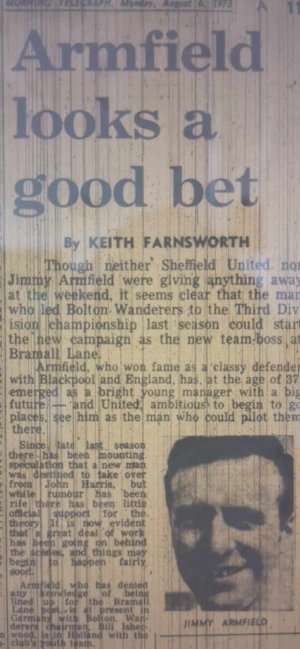 MORNING TELEGRAPH, Monday, August 6, 1973
A 11
Armfield
looks a
good bet
By KEITH FARNSWORTH
Though neither Sheffield United nor
Jimmy Armfield were giving anything away
at the weekend, it seems clear that the man
who led Bolton Wanderers to the Third Div
ision championship last season could start
the new campaign as the new team-boss at
Bramall Lane.
Armfield, who won fame as a classy defender
with Blackpool and England, has, at the age of 37,
emerged as a bright young manager with a big
future — and United, ambitious to begin to go
places, see him as the man who could pilot them
there.
Since late last season
there has been mounting
speculation that a new man
was destined to take over
from John Harris, but
while rumour has been
rife there has been little
official support for the
theory. It is now evident
that a great deal of work
has been going on behind
the scenes, and things may
begin to happen fairly
soon.
Armfield, who has denied
any knowledge of being
lined up for the Bramall
Lane post, is at present in
Germany with Bolton. Wan-
derers chairman, Bill
wood, is in Holland with the
club's youth team.
JIMMY ARMFIELD